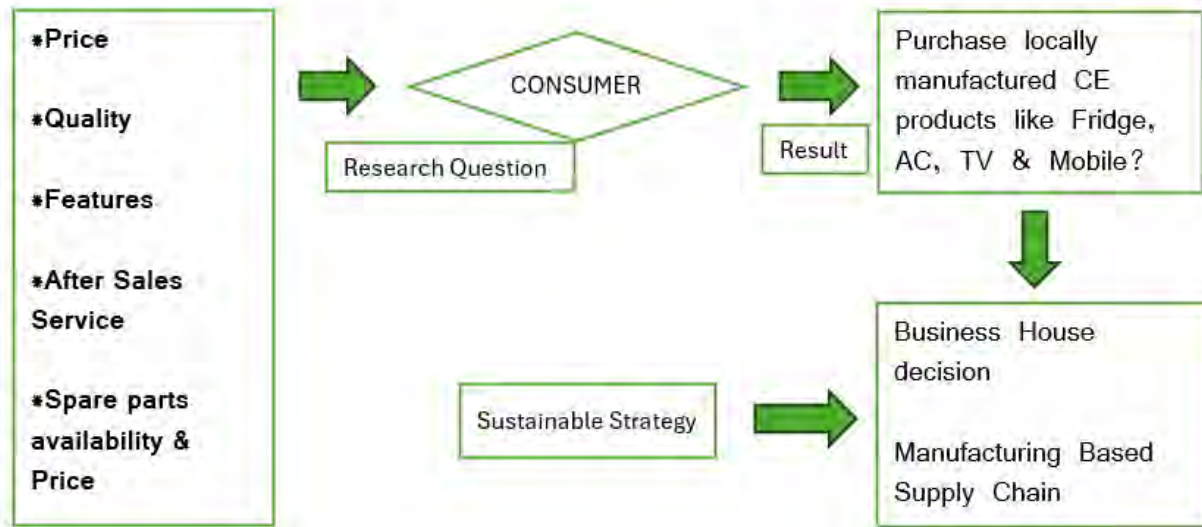 *Price
*Quality
*Features
*After Sales
Service
*Spare parts
availability &
Price
CONSUMER
Research Question
Result
Purchase locally
manufactured CE
products like Fridge,
AC, TV & Mobile?
Sustainable Strategy
Business House
decision
Manufacturing Based
Supply Chain